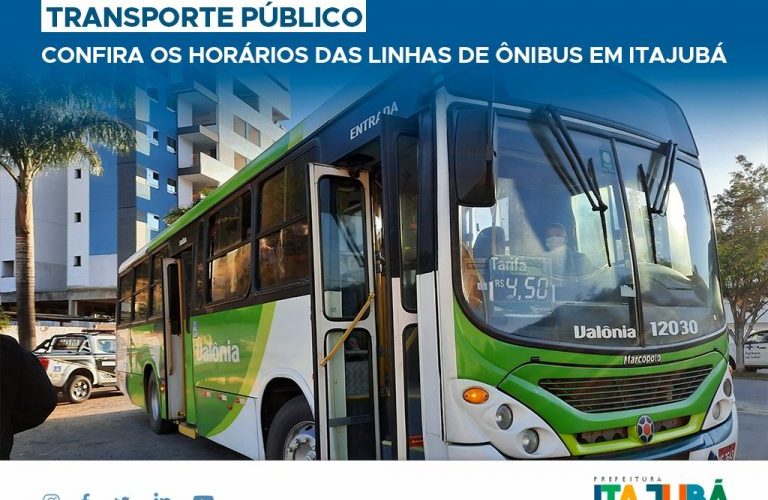 TRANSPORTE PÚBLICO
CONFIRA OS HORÁRIOS DAS LINHAS DE ÔNIBUS EM ITAJUBÁ
ENTRADA
Tarifa
R$ 4,50
Valônia
Valônia 12030
Marcopolo
PREFEITURA
ITAJUBÁ